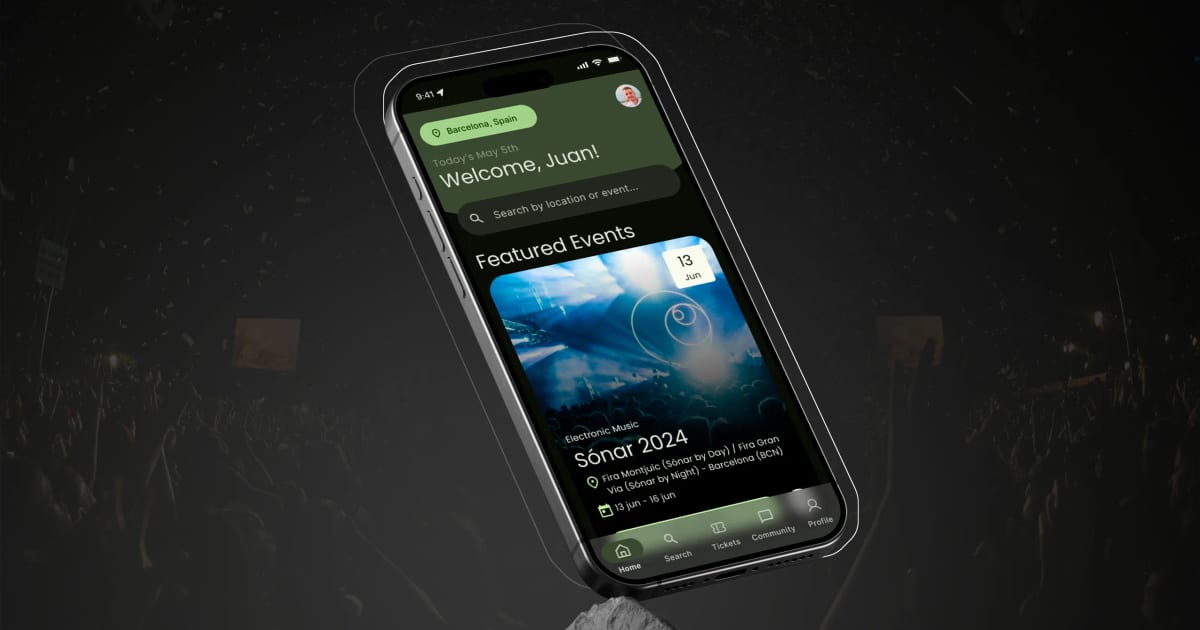 9:41
Barcelona, Spain
Today's May 5th
Welcome, Juan!
Search by location or event...
Featured Events
13
Jun
Electronic Music
Sónar 2024
Fira Montjuic (Sónar by Day) / Fira Gran
Via (Sónar by Night) - Barcelona (BCN)
13 jun - 16 jun
Home
Search
Tickets
Community
Profile